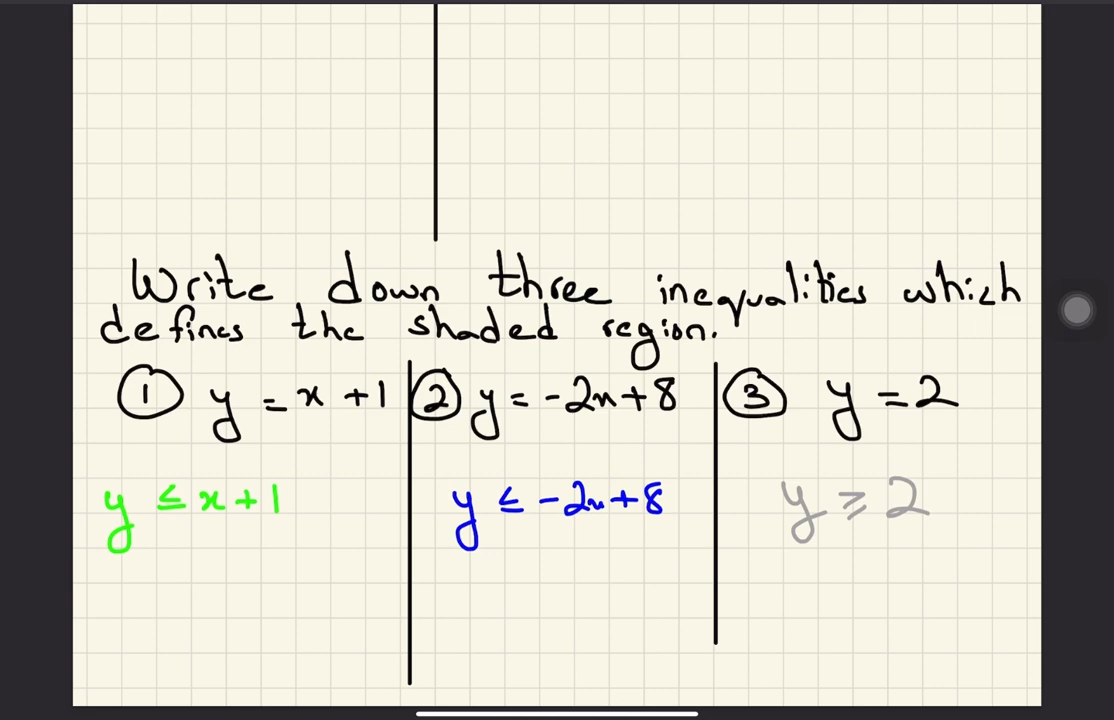 Write down three inequalities which
defines the shaded region.
① y = x + 1 ② y = -2x + 8 ③ y = 2
y ≤ x + 1 y ≤ -2x + 8 y ≥ 2